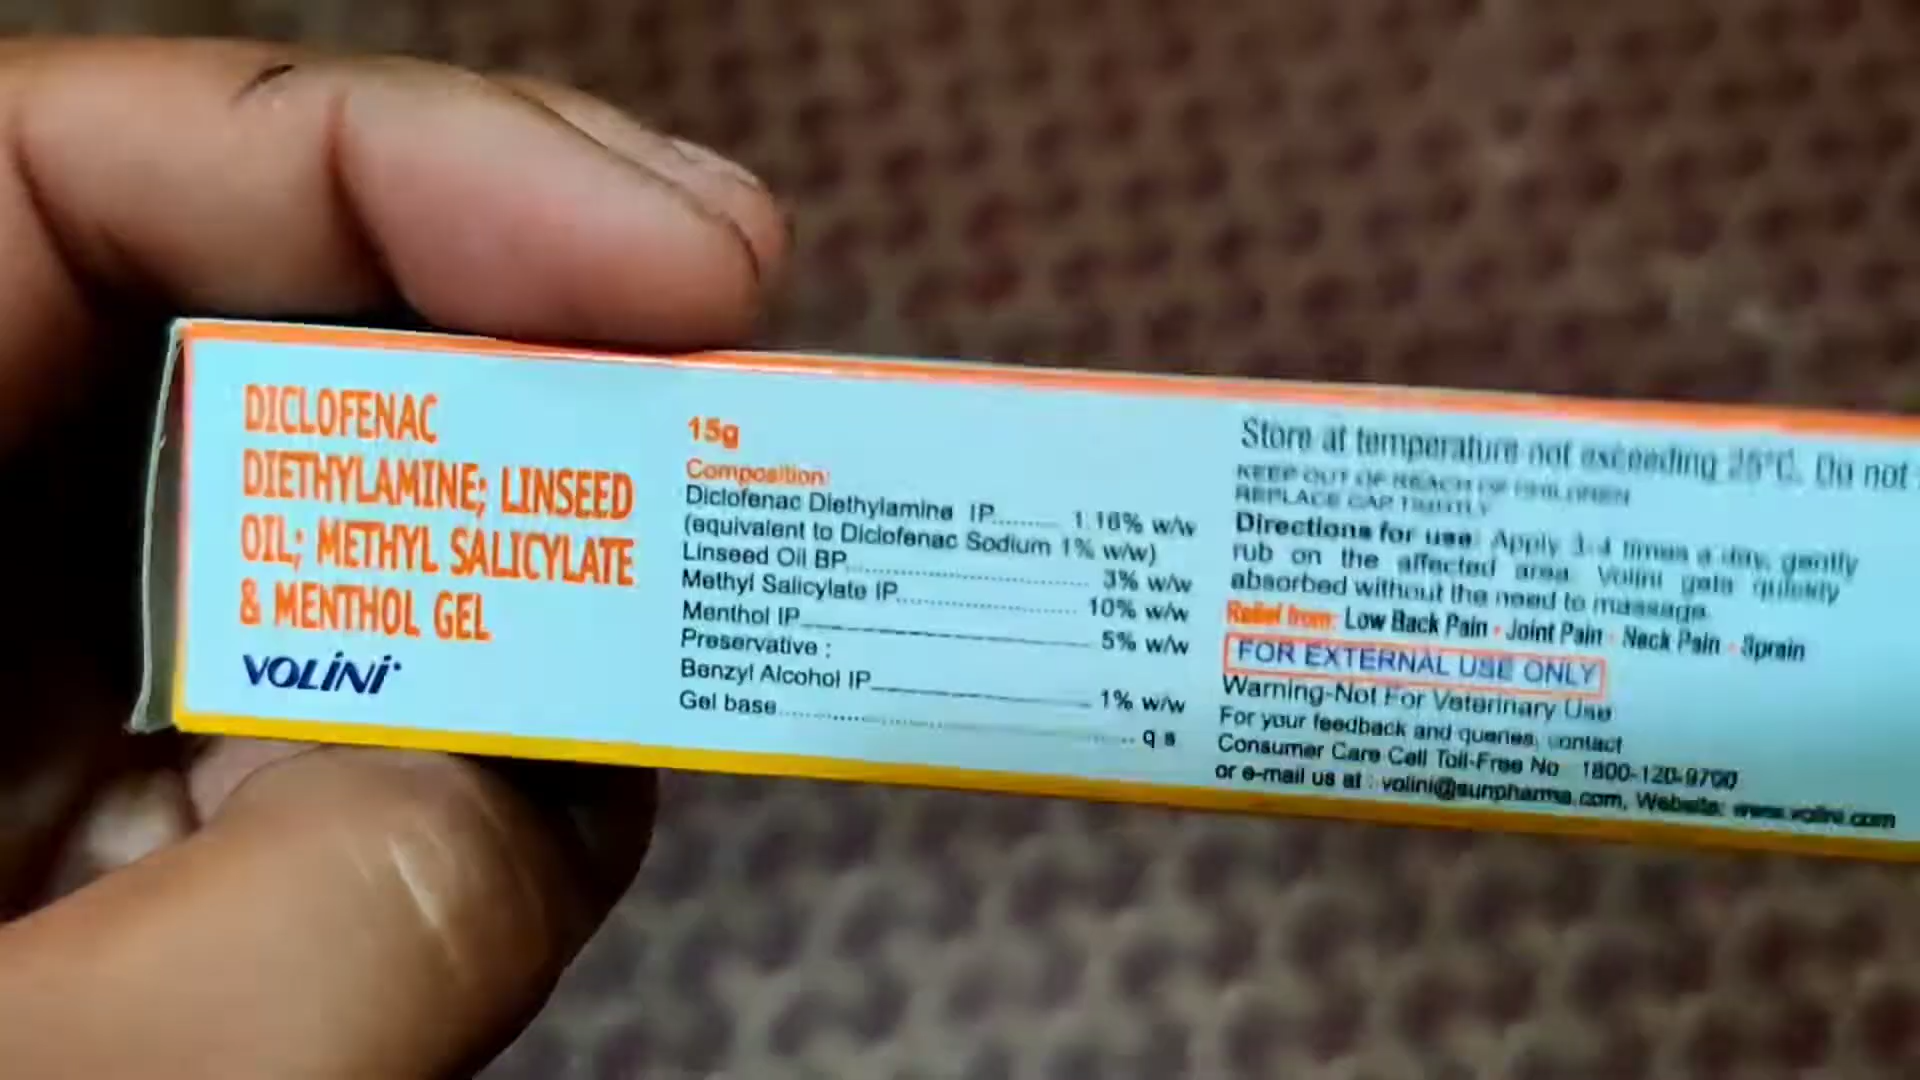 DICLOFENAC
DIETHYLAMINE; LINSEED
OIL; METHYL SALICYLATE
& MENTHOL GEL
VOLINI
15g
Composition:
Diclofenac Diethylamine IP........ 1.16% w/w
(equivalent to Diclofenac Sodium 1% w/w)
Linseed Oil BP........ 3% w/w
Methyl Salicylate IP........ 10% w/w
Menthol IP........ 5% w/w
Preservative :
Benzyl Alcohol IP........ 1% w/w
Gel base........ q s
Store at temperature not exceeding 25°C. Do not
KEEP OUT OF REACH OF CHILDREN
REPLACE CAP TIGHTLY
Directions for use: Apply 3-4 times a day, gently
rub on the affected area. Volini gets quickly
absorbed without the need to massage.
Relief from: Low Back Pain • Joint Pain • Neck Pain • Sprain
FOR EXTERNAL USE ONLY
Warning-Not For Veterinary Use
For your feedback and queries, contact
Consumer Care Cell Toll-Free No 1800-120-9700
or e-mail us at : volini@sunpharma.com, Website: www.volini.com